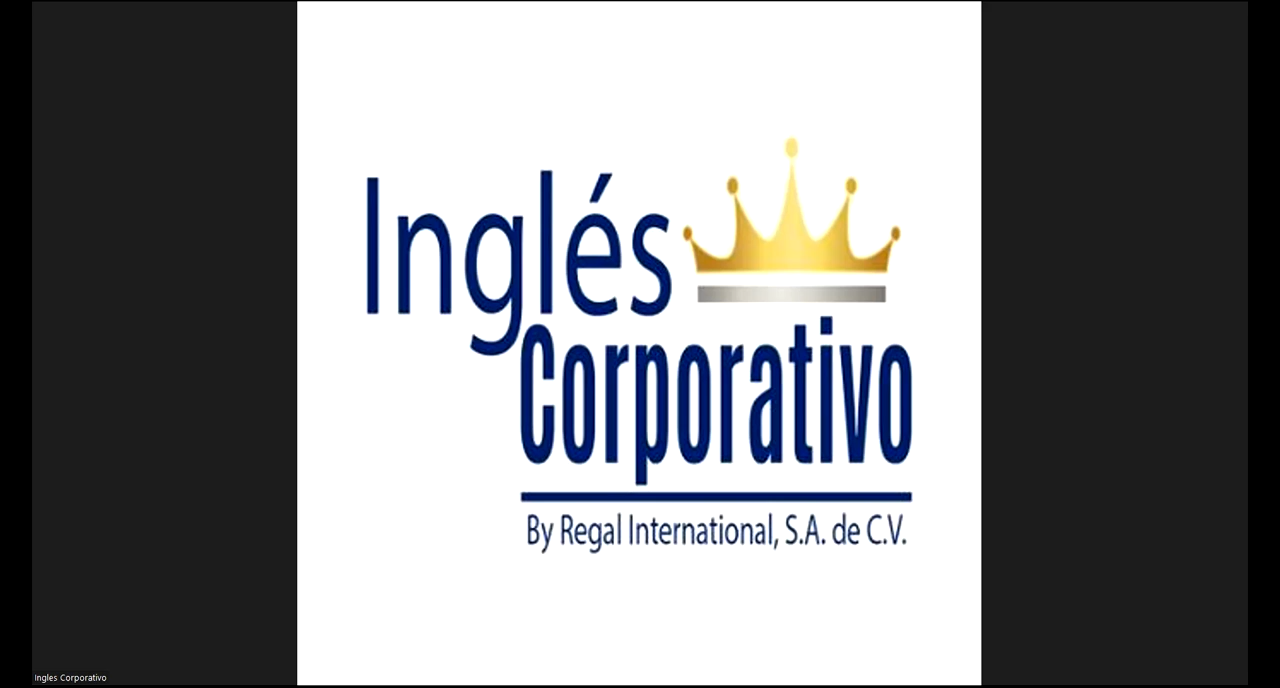 Inglés
Corporativo
By Regal International, S.A. de C.V.
Ingles Corporativo